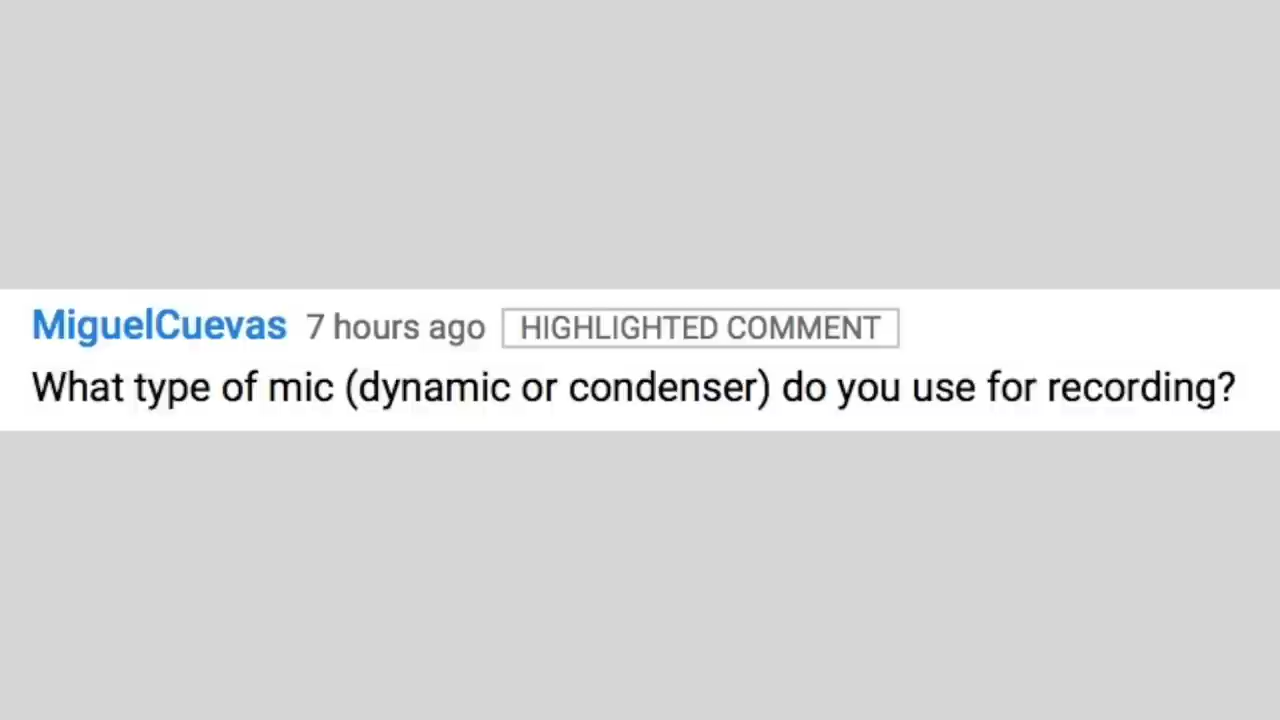 MiguelCuevas 7 hours ago HIGHLIGHTED COMMENT
What type of mic (dynamic or condenser) do you use for recording?